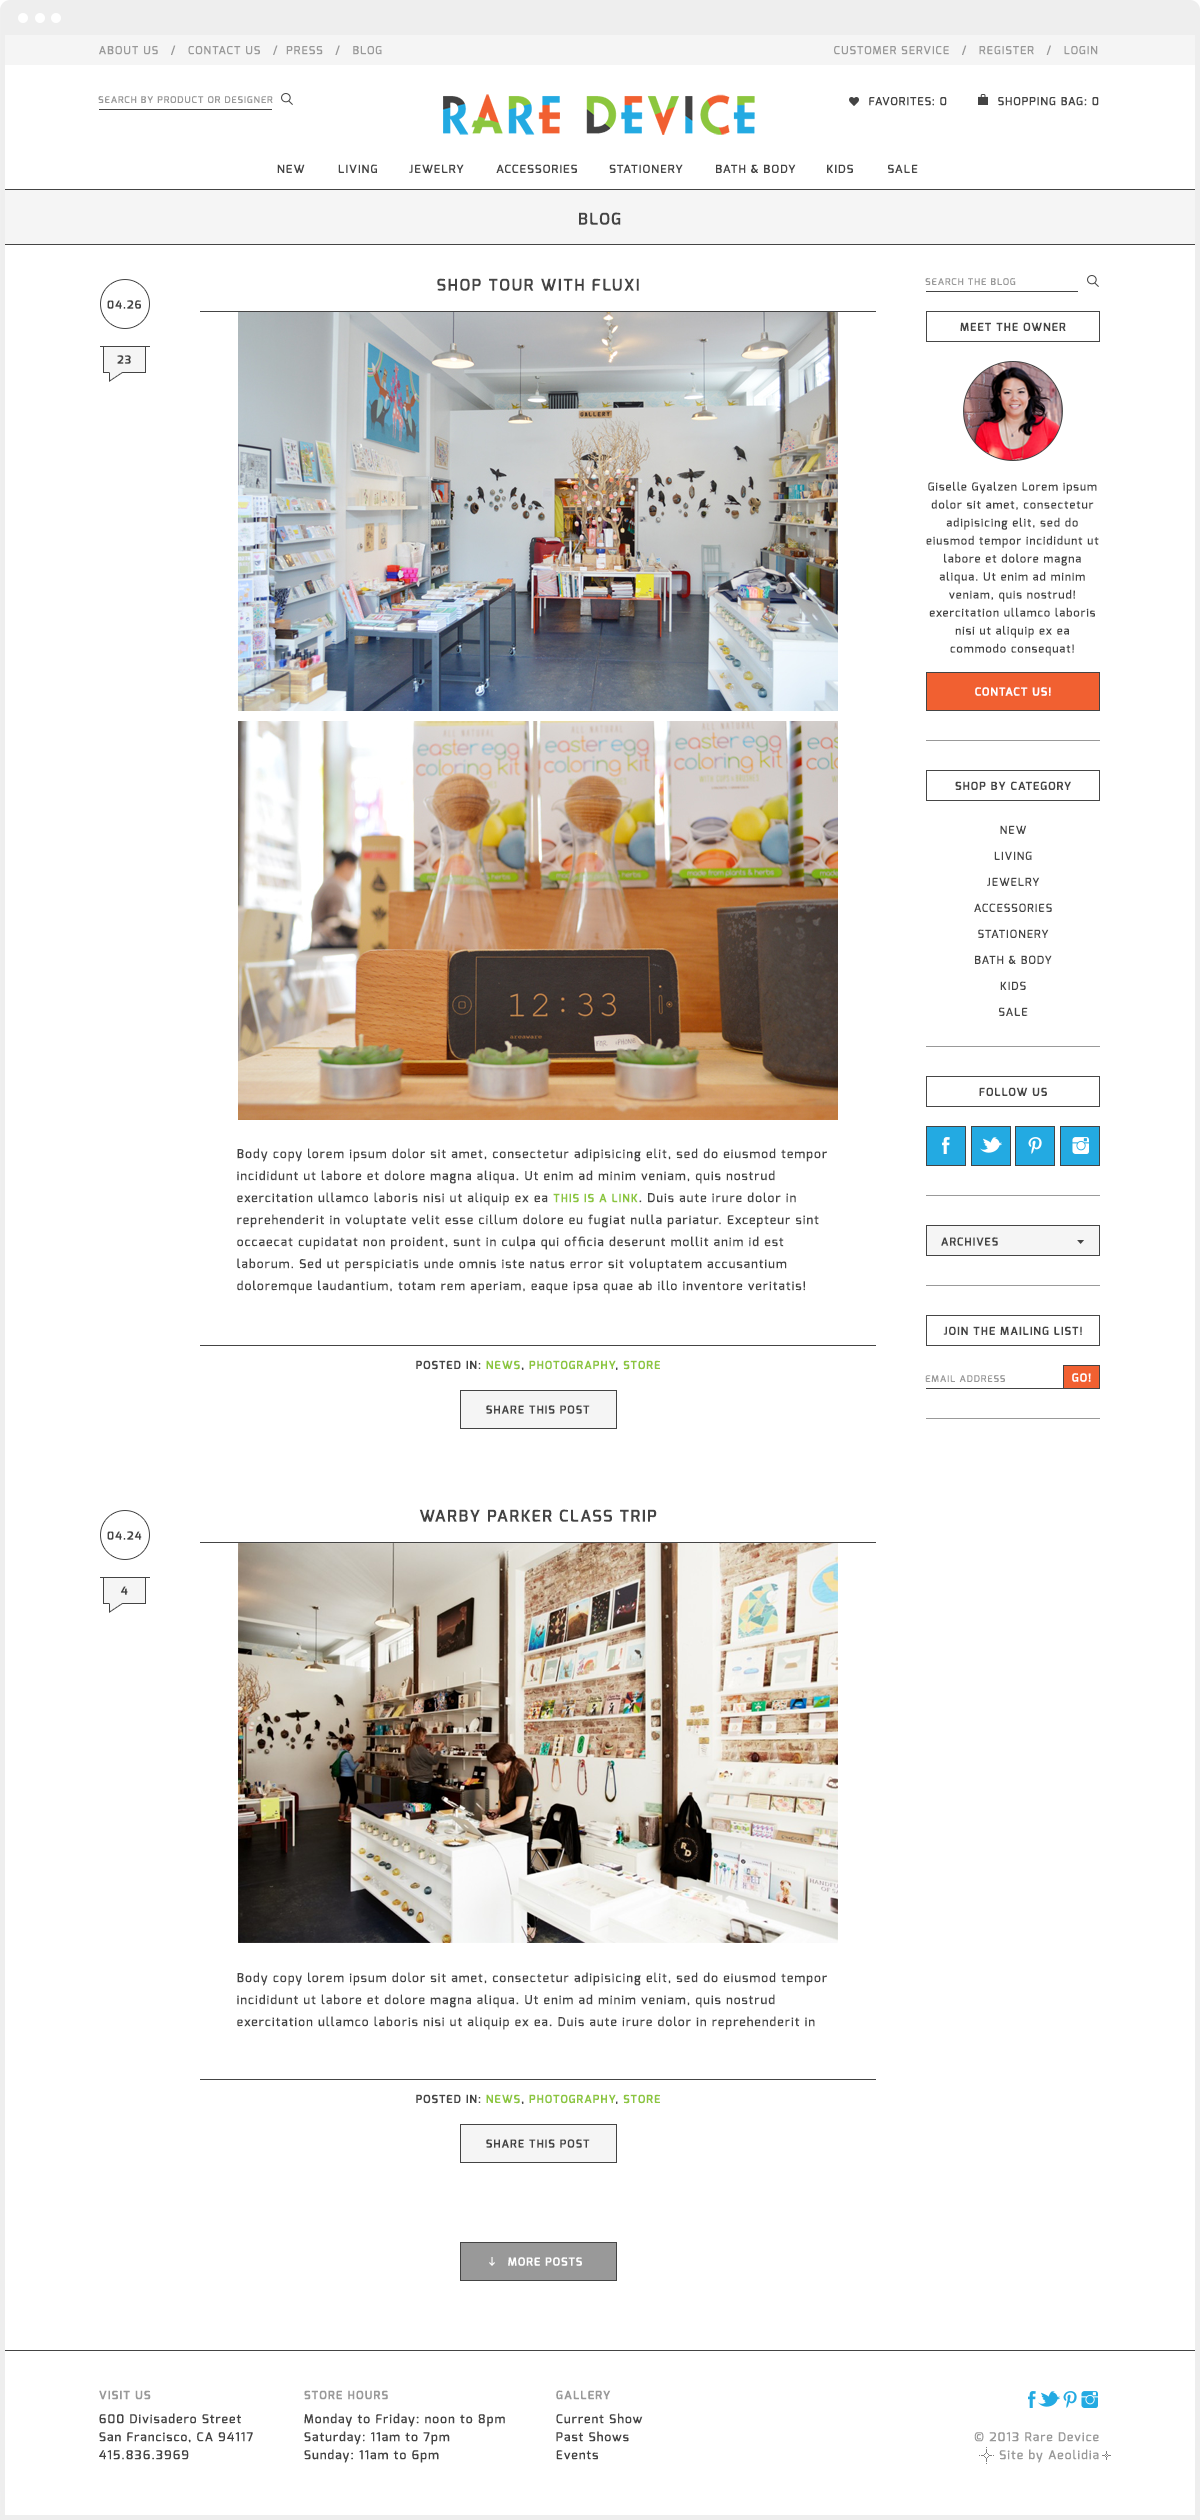 ABOUT US / CONTACT US / PRESS / BLOG
CUSTOMER SERVICE / REGISTER / LOGIN
SEARCH BY PRODUCT OR DESIGNER
RARE DEVICE
FAVORITES: 0
SHOPPING BAG: 0
NEW LIVING JEWELRY ACCESSORIES STATIONERY BATH & BODY KIDS SALE
BLOG
04.26
23
SHOP TOUR WITH FLUXI
GALLERY
ALL NATURAL
easter egg
coloring kit
easter egg
coloring kit
easter egg
coloring kit
made from plants & herbs
12:33
Body copy lorem ipsum dolor sit amet, consectetur adipisicing elit, sed do eiusmod tempor
incididunt ut labore et dolore magna aliqua. Ut enim ad minim veniam, quis nostrud
exercitation ullamco laboris nisi ut aliquip ex ea THIS IS A LINK. Duis aute irure dolor in
reprehenderit in voluptate velit esse cillum dolore eu fugiat nulla pariatur. Excepteur sint
occaecat cupidatat non proident, sunt in culpa qui officia deserunt mollit anim id est
laborum. Sed ut perspiciatis unde omnis iste natus error sit voluptatem accusantium
doloremque laudantium, totam rem aperiam, eaque ipsa quae ab illo inventore veritatis!
POSTED IN: NEWS, PHOTOGRAPHY, STORE
SHARE THIS POST
SEARCH THE BLOG
MEET THE OWNER
Giselle Gyalzen Lorem ipsum
dolor sit amet, consectetur
adipisicing elit, sed do
eiusmod tempor incididunt ut
labore et dolore magna
aliqua. Ut enim ad minim
veniam, quis nostrud!
exercitation ullamco laboris
nisi ut aliquip ex ea
commodo consequat!
CONTACT US!
SHOP BY CATEGORY
NEW
LIVING
JEWELRY
ACCESSORIES
STATIONERY
BATH & BODY
KIDS
SALE
FOLLOW US
ARCHIVES
JOIN THE MAILING LIST!
EMAIL ADDRESS
GO!
04.24
4
WARBY PARKER CLASS TRIP
Body copy lorem ipsum dolor sit amet, consectetur adipisicing elit, sed do eiusmod tempor
incididunt ut labore et dolore magna aliqua. Ut enim ad minim veniam, quis nostrud
exercitation ullamco laboris nisi ut aliquip ex ea. Duis aute irure dolor in reprehenderit in
POSTED IN: NEWS, PHOTOGRAPHY, STORE
SHARE THIS POST
↓ MORE POSTS
VISIT US
600 Divisadero Street
San Francisco, CA 94117
415.836.3969
STORE HOURS
Monday to Friday: noon to 8pm
Saturday: 11am to 7pm
Sunday: 11am to 6pm
GALLERY
Current Show
Past Shows
Events
© 2013 Rare Device
Site by Aeolidia